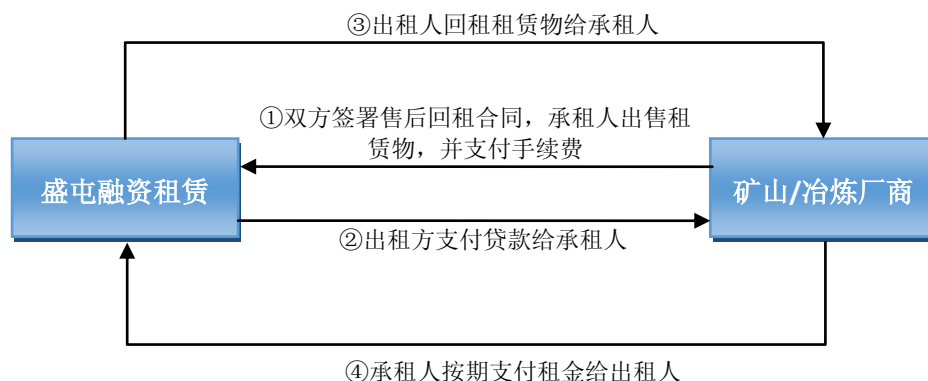 ③出租人回租租赁物给承租人
①双方签署售后回租合同，承租人出售租
赁物，并支付手续费
盛屯融资租赁
矿山/冶炼厂商
②出租方支付贷款给承租人
④承租人按期支付租金给出租人